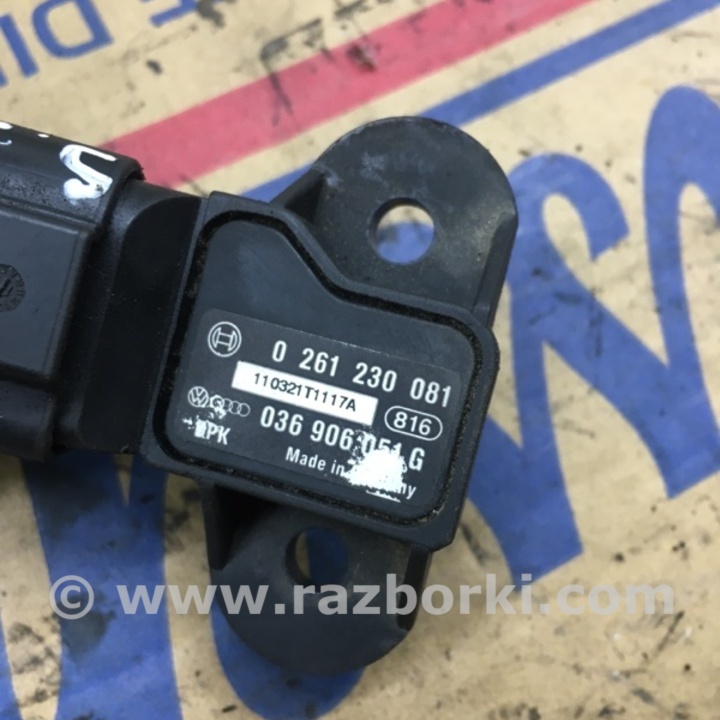 0 261 230 081
110321T1117A
036 906 051 G
816
Made in
© www.razborki.com